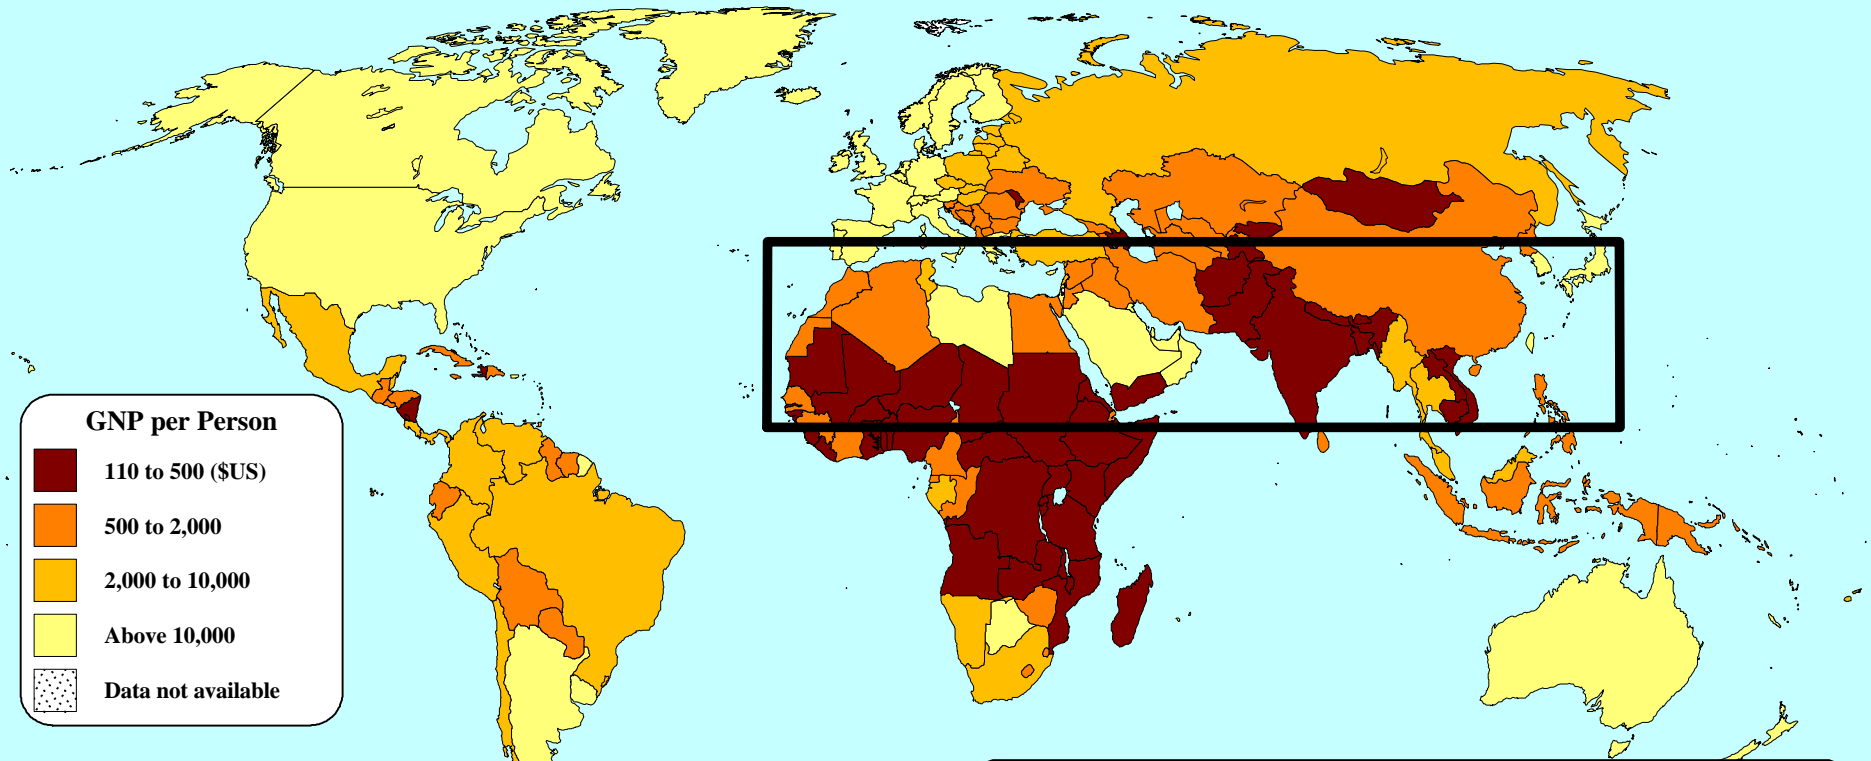 GNP per Person
110 to 500 ($US)
500 to 2,000
2,000 to 10,000
Above 10,000
Data not available